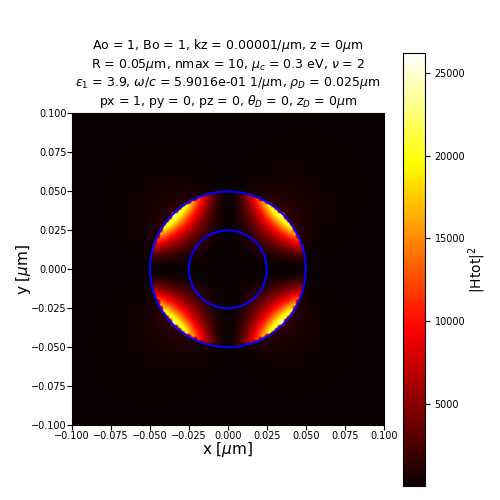 Ao = 1, Bo = 1, kz = 0.00001/μm, z = 0μm
R = 0.05μm, nmax = 10, μc = 0.3 eV, ν = 2
ε1 = 3.9, ω/c = 5.9016e-01 1/μm, ρD = 0.025μm
px = 1, py = 0, pz = 0, θD = 0, zD = 0μm
0.100
0.075
0.050
0.025
0.000
−0.025
−0.050
−0.075
−0.100
y [μm]
−0.100 −0.075 −0.050 −0.025 0.000 0.025 0.050 0.075 0.100
x [μm]
25000
20000
15000
10000
5000
|Htot|²